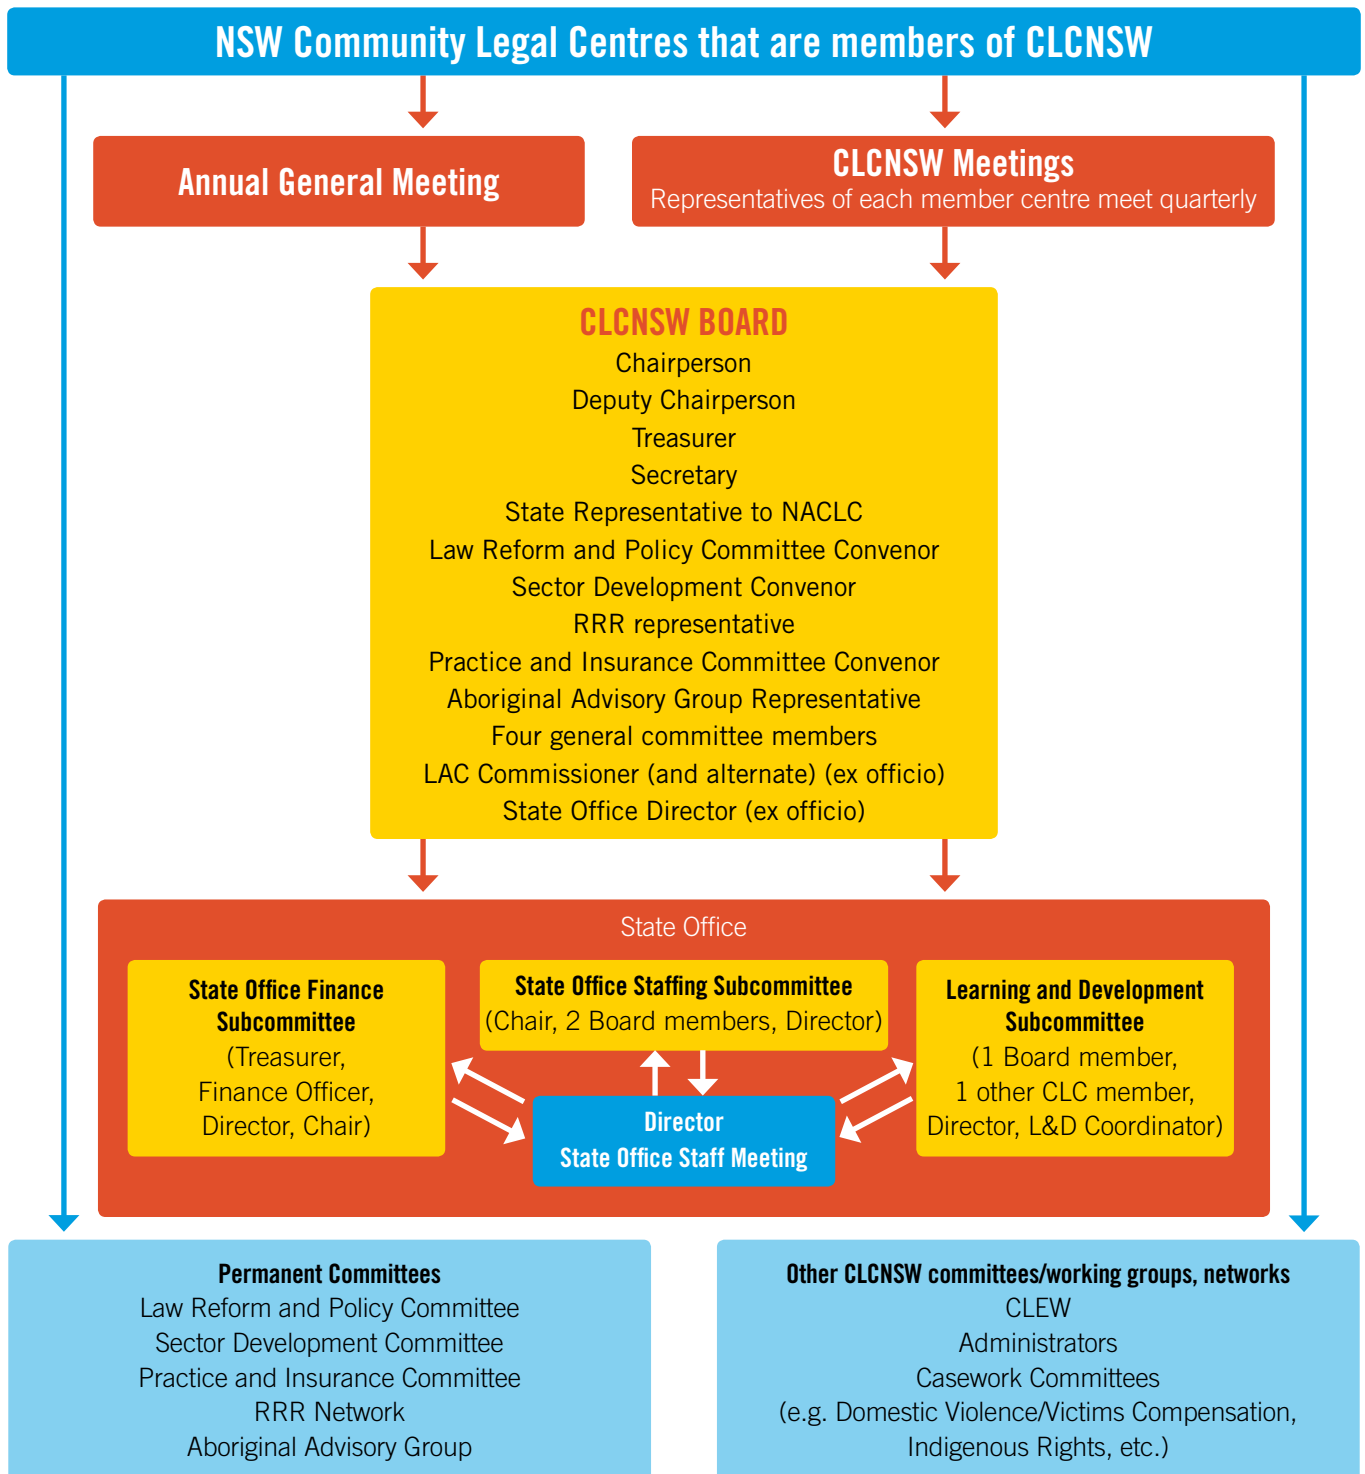 NSW Community Legal Centres that are members of CLCNSW
Annual General Meeting
CLCNSW Meetings
Representatives of each member centre meet quarterly
CLCNSW BOARD
Chairperson
Deputy Chairperson
Treasurer
Secretary
State Representative to NACLC
Law Reform and Policy Committee Convenor
Sector Development Convenor
RRR representative
Practice and Insurance Committee Convenor
Aboriginal Advisory Group Representative
Four general committee members
LAC Commissioner (and alternate) (ex officio)
State Office Director (ex officio)
State Office
State Office Finance
Subcommittee
(Treasurer,
Finance Officer,
Director, Chair)
State Office Staffing Subcommittee
(Chair, 2 Board members, Director)
Learning and Development
Subcommittee
(1 Board member,
1 other CLC member,
Director, L&D Coordinator)
Director
State Office Staff Meeting
Permanent Committees
Law Reform and Policy Committee
Sector Development Committee
Practice and Insurance Committee
RRR Network
Aboriginal Advisory Group
Other CLCNSW committees/working groups, networks
CLEW
Administrators
Casework Committees
(e.g. Domestic Violence/Victims Compensation,
Indigenous Rights, etc.)